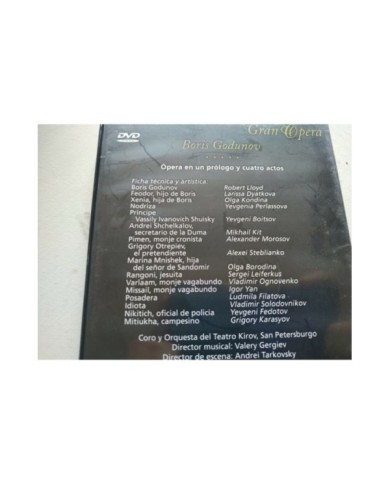 Gran Opera
DVD
Boris Godunov
Ópera en un prólogo y cuatro actos
Ficha técnica y artística:
Boris Godunov Robert Lloyd
Feodor, hijo de Boris Larissa Dyatkova
Xenia, hija de Boris Olga Kondina
Nodriza Yevgenia Perlassova
Príncipe
Vassily Ivanovich Shuisky Yevgeni Boitsov
Andrei Shchelkalov,
secretario de la Duma Mikhail Kit
Pimen, monje cronista Alexander Morosov
Grigory Otrepiev,
el pretendiente Alexei Steblianko
Marina Mnishek, hija
del señor de Sandomir Olga Borodina
Rangoni, jesuita Sergei Leiferkus
Varlaam, monje vagabundo Vladimir Ognovenko
Missail, monje vagabundo Igor Yan
Posadera Ludmila Filatova
Idiota Vladimir Solodovnikov
Nikitich, oficial de policía Yevgeni Fedotov
Mitiukha, campesino Grigory Karasyov
Coro y Orquesta del Teatro Kirov, San Petersburgo
Director musical: Valery Gergiev
Director de escena: Andrei Tarkovsky